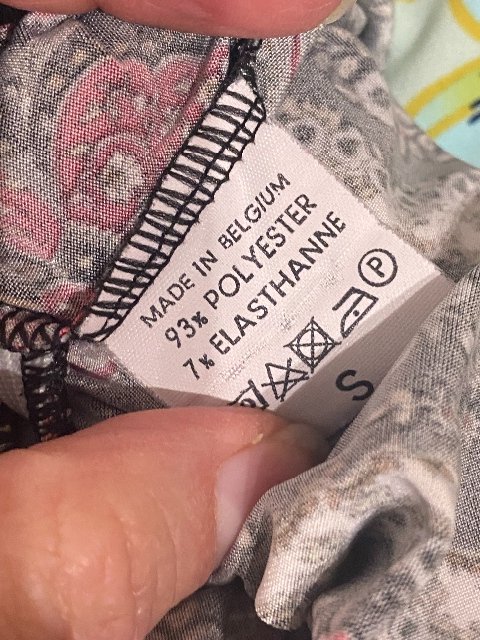 MADE IN BELGIUM
93% POLYESTER
7% ELASTHANNE
P
S